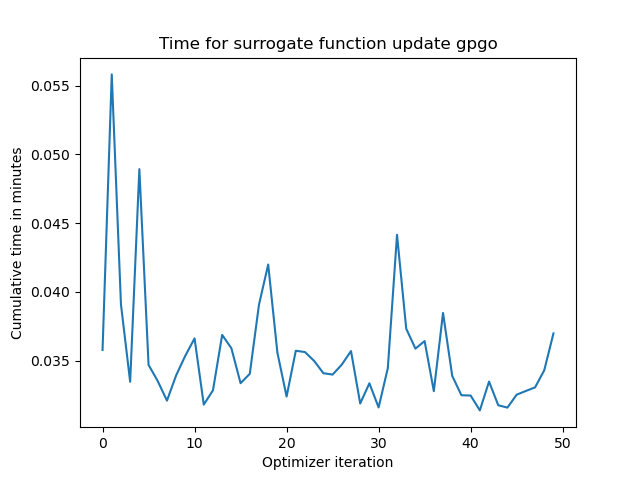 Time for surrogate function update gpgo
Cumulative time in minutes
0.055
0.050
0.045
0.040
0.035
0 10 20 30 40 50
Optimizer iteration